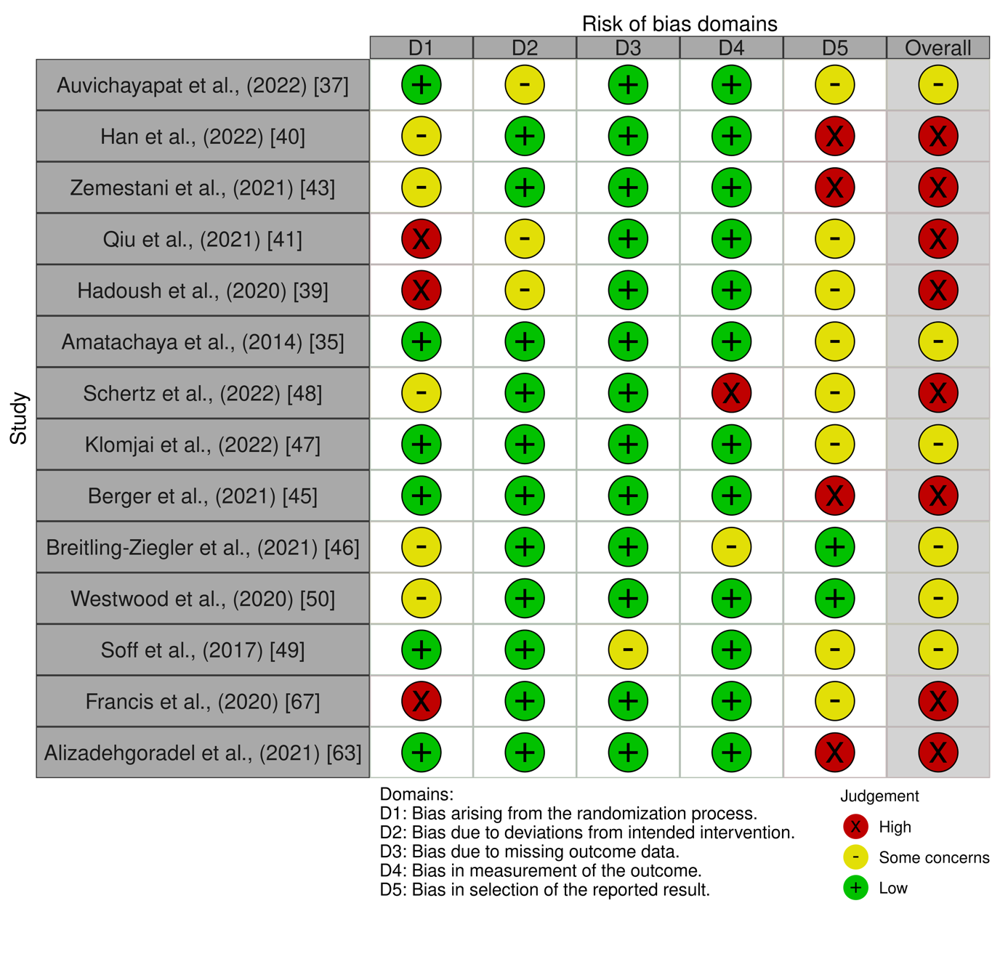 Risk of bias domains
D1 D2 D3 D4 D5 Overall
Study
Auvichayapat et al., (2022) [37] + - + + - -
Han et al., (2022) [40] - + + + X X
Zemestani et al., (2021) [43] - + + + X X
Qiu et al., (2021) [41] X - + + - X
Hadoush et al., (2020) [39] X - + + - X
Amatachaya et al., (2014) [35] + + + + - -
Schertz et al., (2022) [48] - + + X - X
Klomjai et al., (2022) [47] + + + + - -
Berger et al., (2021) [45] + + + + X X
Breitling-Ziegler et al., (2021) [46] - + + - + -
Westwood et al., (2020) [50] - + + + + -
Soff et al., (2017) [49] + + - + - -
Francis et al., (2020) [67] X + + + - X
Alizadehgoradel et al., (2021) [63] + + + + X X
Domains:
D1: Bias arising from the randomization process.
D2: Bias due to deviations from intended intervention.
D3: Bias due to missing outcome data.
D4: Bias in measurement of the outcome.
D5: Bias in selection of the reported result.
Judgement
X High
- Some concerns
+ Low